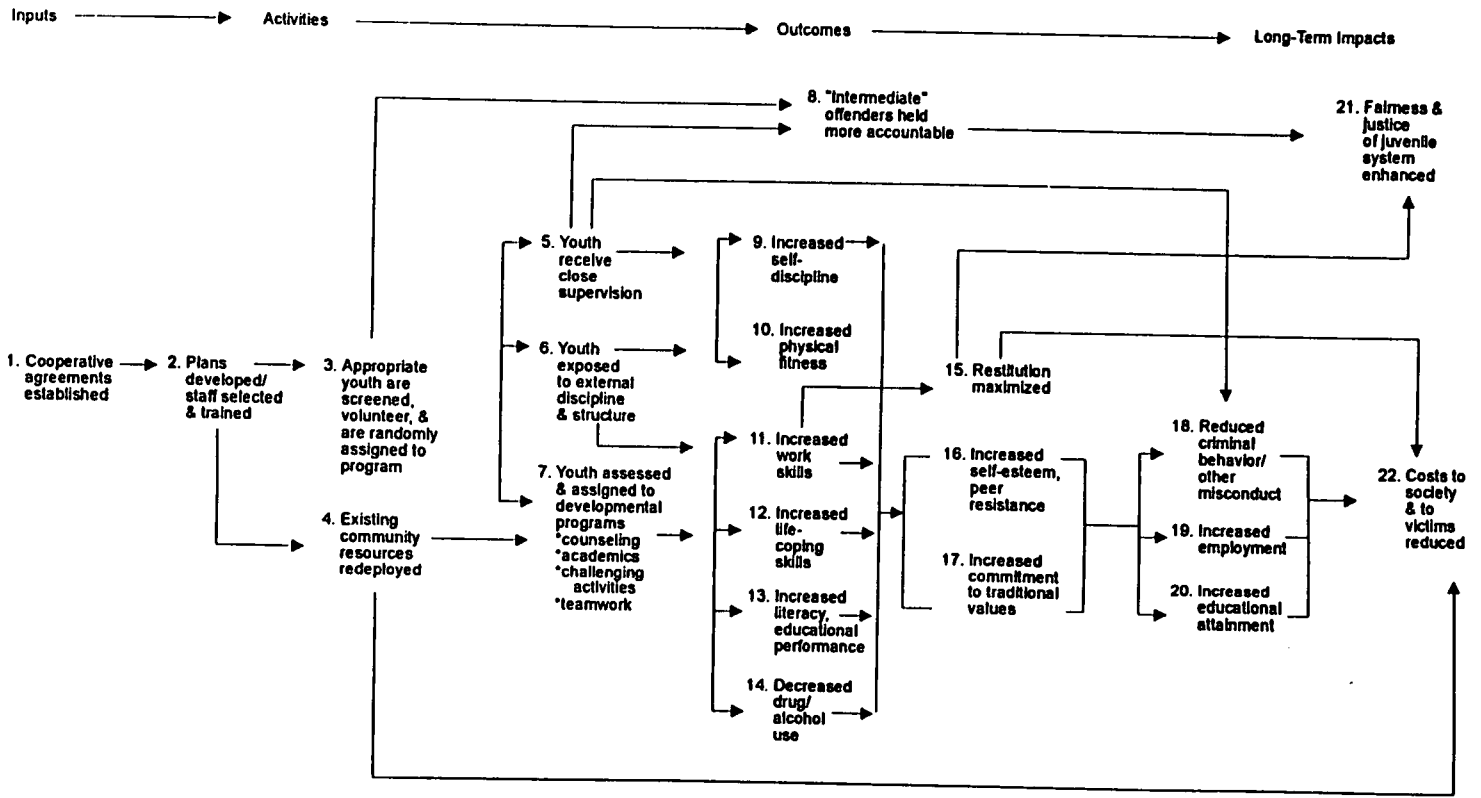 Inputs
Activities
Outcomes
Long-Term Impacts
1. Cooperative
agreements
established
2. Plans
developed/
staff selected
& trained
3. Appropriate
youth are
screened,
volunteer, &
are randomly
assigned to
program
4. Existing
community
resources
redeployed
5. Youth
receive
close
supervision
6. Youth
exposed
to external
discipline
& structure
7. Youth assessed
& assigned to
developmental
programs
*counseling
*academics
*challenging
activities
*teamwork
8. "Intermediate"
offenders held
more accountable
9. Increased
self-
discipline
10. Increased
physical
fitness
11. Increased
work
skills
12. Increased
life-
coping
skills
13. Increased
literacy,
educational
performance
14. Decreased
drug/
alcohol
use
15. Restitution
maximized
16. Increased
self-esteem,
peer
resistance
17. Increased
commitment
to traditional
values
18. Reduced
criminal
behavior/
other
misconduct
19. Increased
employment
20. Increased
educational
attainment
21. Fairness &
justice
of juvenile
system
enhanced
22. Costs to
society
& to
victims
reduced